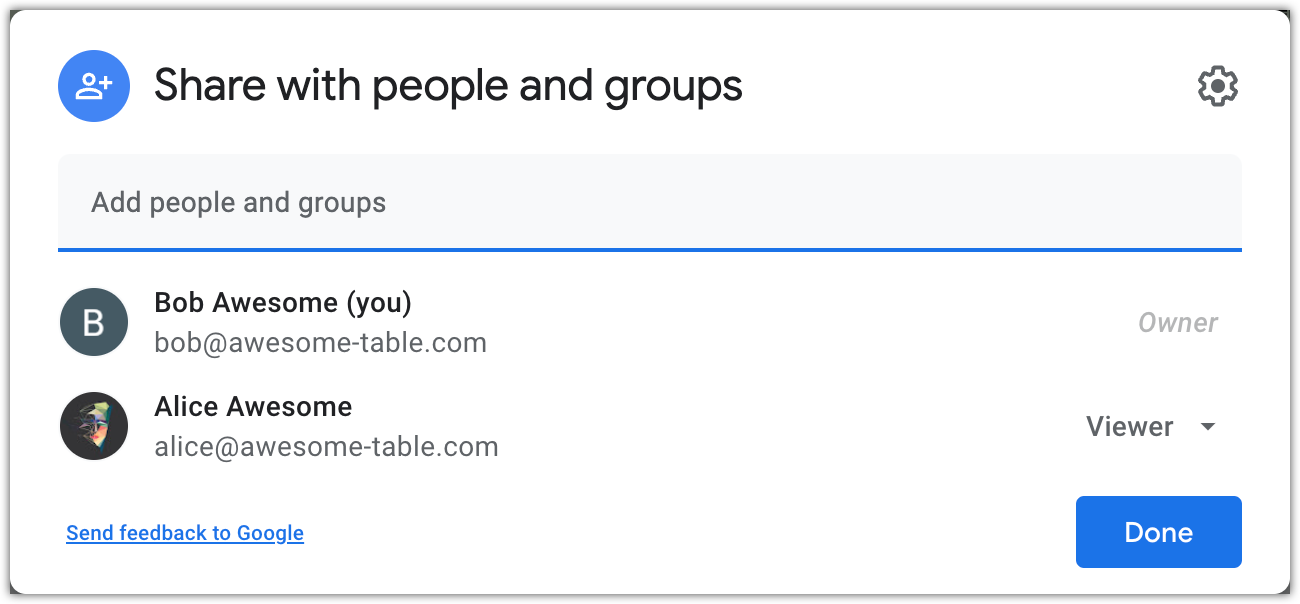 Share with people and groups
Add people and groups
B
Bob Awesome (you)
bob@awesome-table.com
Owner
Alice Awesome
alice@awesome-table.com
Viewer
Send feedback to Google
Done